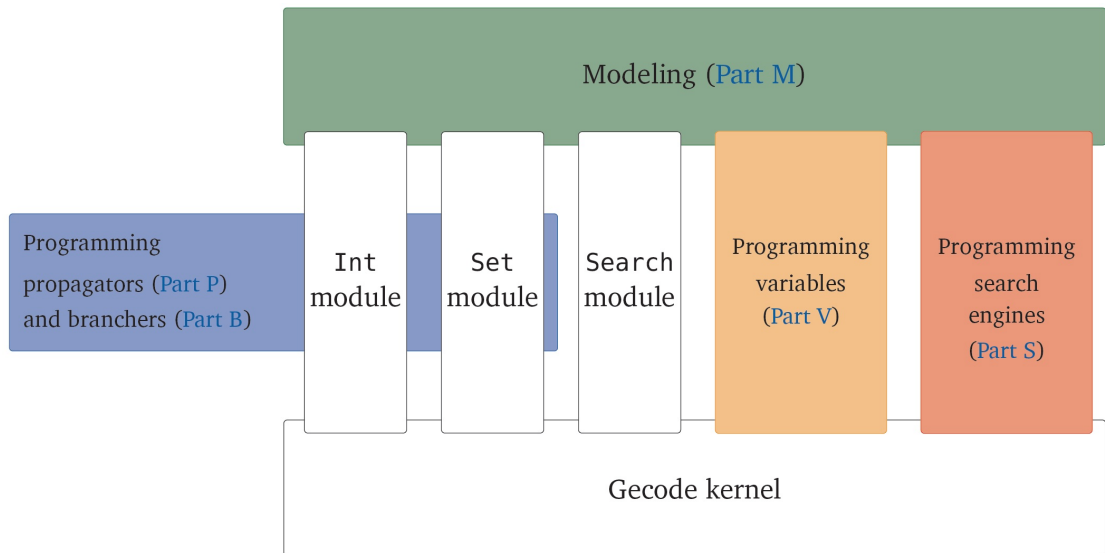 Modeling (Part M)
Programming
propagators (Part P)
and branchers (Part B)
Int
module
Set
module
Search
module
Programming
variables
(Part V)
Programming
search
engines
(Part S)
Gecode kernel